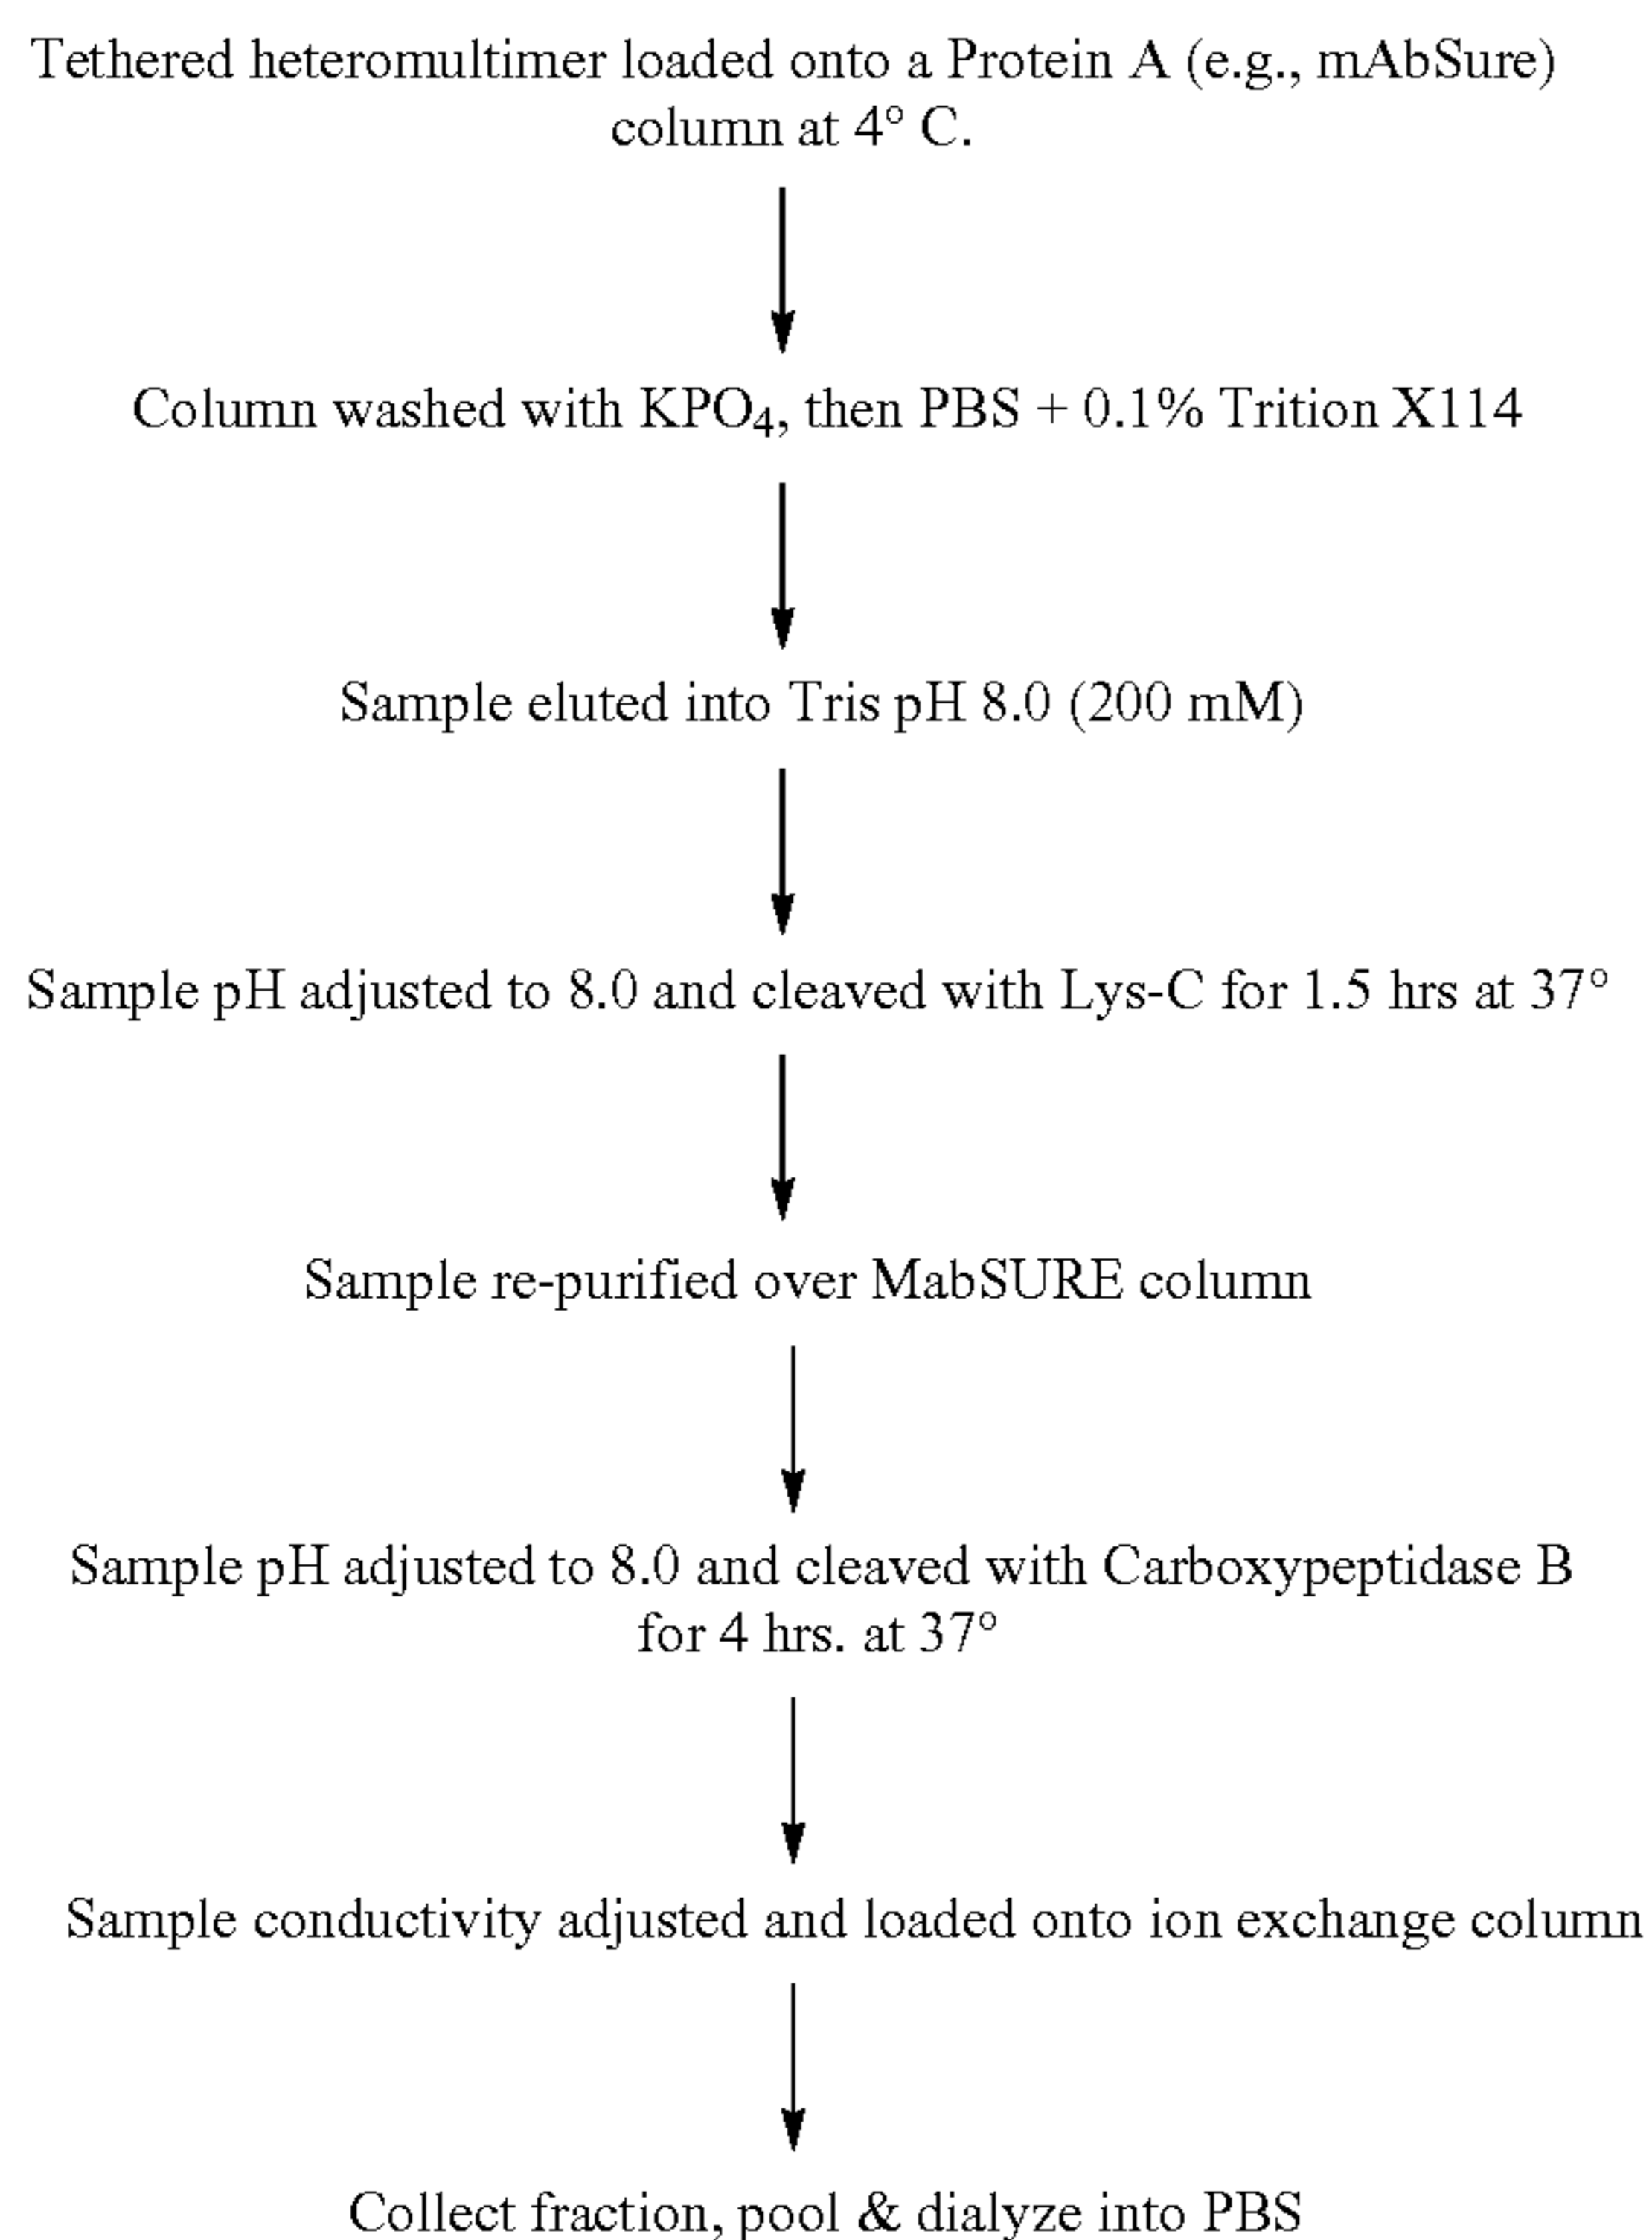 Tethered heteromultimer loaded onto a Protein A (e.g., mAbSure)
column at 4° C.
Column washed with KPO₄, then PBS + 0.1% Trition X114
Sample eluted into Tris pH 8.0 (200 mM)
Sample pH adjusted to 8.0 and cleaved with Lys-C for 1.5 hrs at 37°
Sample re-purified over MabSURE column
Sample pH adjusted to 8.0 and cleaved with Carboxypeptidase B
for 4 hrs. at 37°
Sample conductivity adjusted and loaded onto ion exchange column
Collect fraction, pool & dialyze into PBS